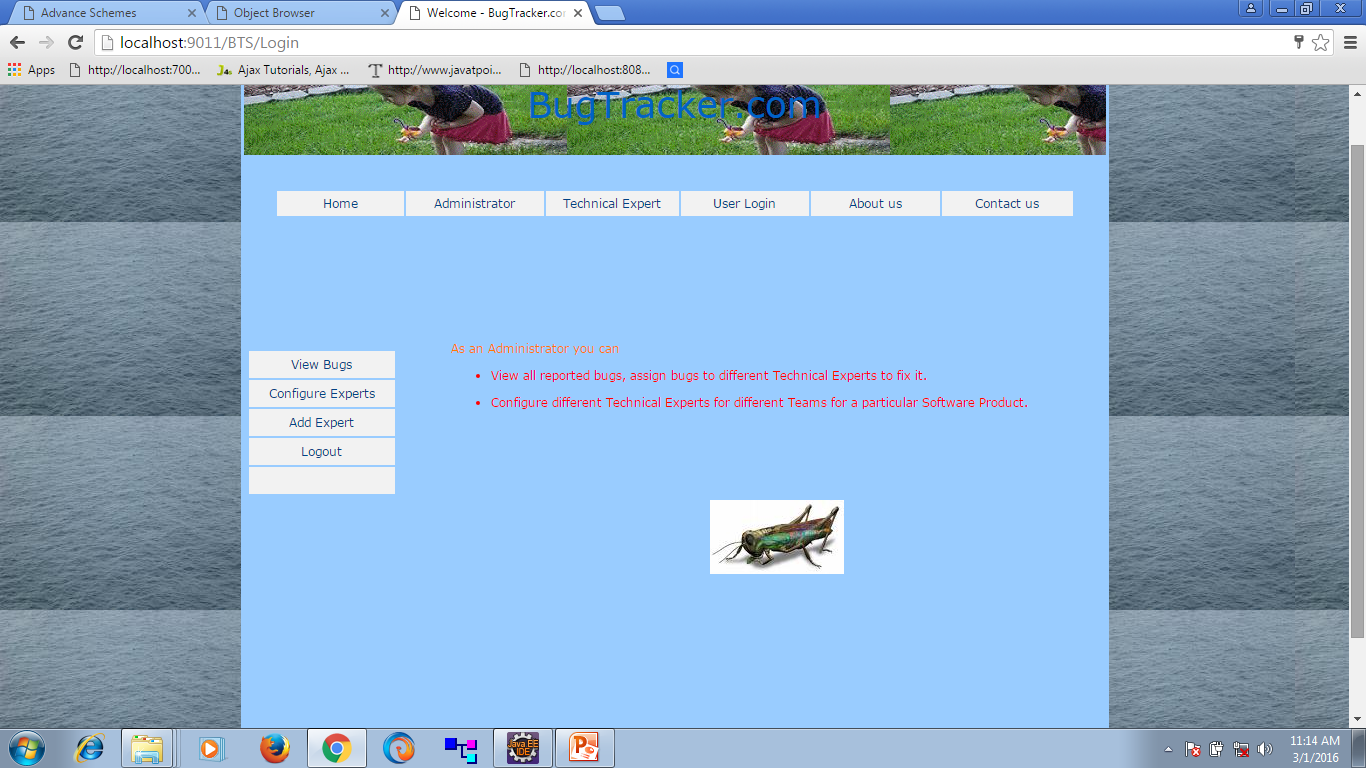 Advance Schemes
Object Browser
Welcome - BugTracker.co
localhost:9011/BTS/Login
Apps
http://localhost:700...
Ajax Tutorials, Ajax ...
http://www.javatpoi...
http://localhost:808...
BugTracker.com
Home
Administrator
Technical Expert
User Login
About us
Contact us
View Bugs
Configure Experts
Add Expert
Logout
As an Administrator you can
• View all reported bugs, assign bugs to different Technical Experts to fix it.
• Configure different Technical Experts for different Teams for a particular Software Product.
Java EE
IDE
11:14 AM
3/1/2016